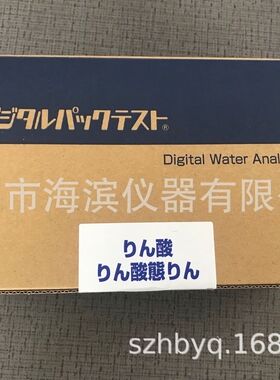 ジタルパックテスト®
Digital Water Anal
市海滨仪器有限
りん酸
りん酸態りん
szhbyq.168